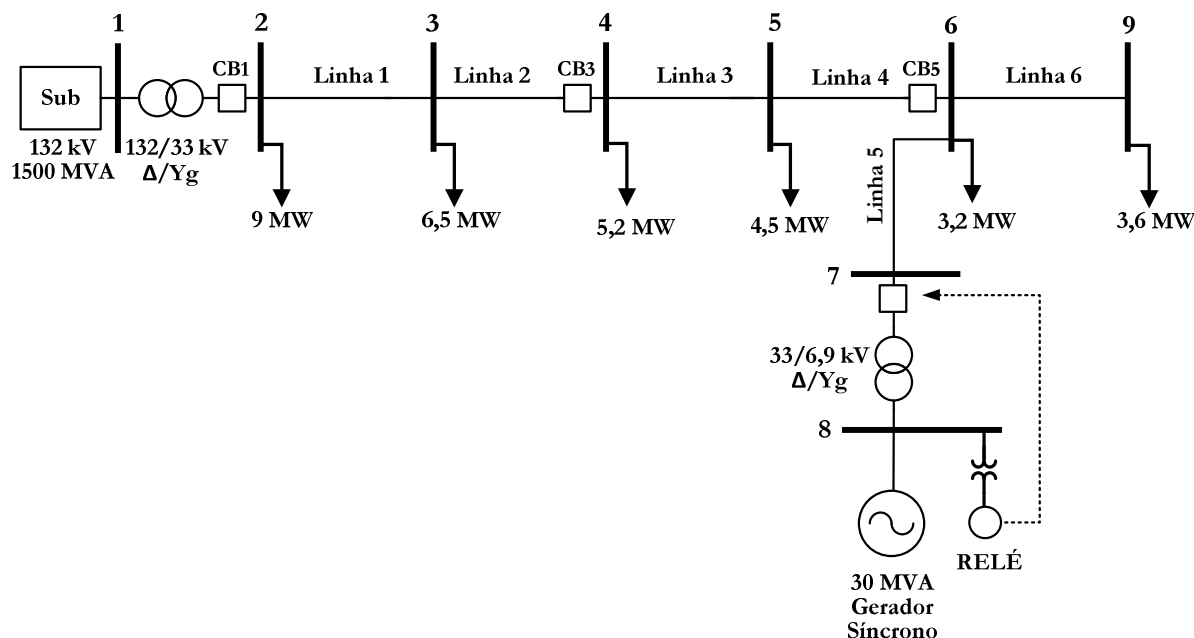 1
2
3
4
5
6
9
CB1
CB3
CB5
Linha 1
Linha 2
Linha 3
Linha 4
Linha 6
Sub
132 kV
1500 MVA
132/33 kV
Δ/Yg
9 MW
6,5 MW
5,2 MW
4,5 MW
3,2 MW
3,6 MW
Linha 5
7
33/6,9 kV
Δ/Yg
8
RELÉ
30 MVA
Gerador
Síncrono